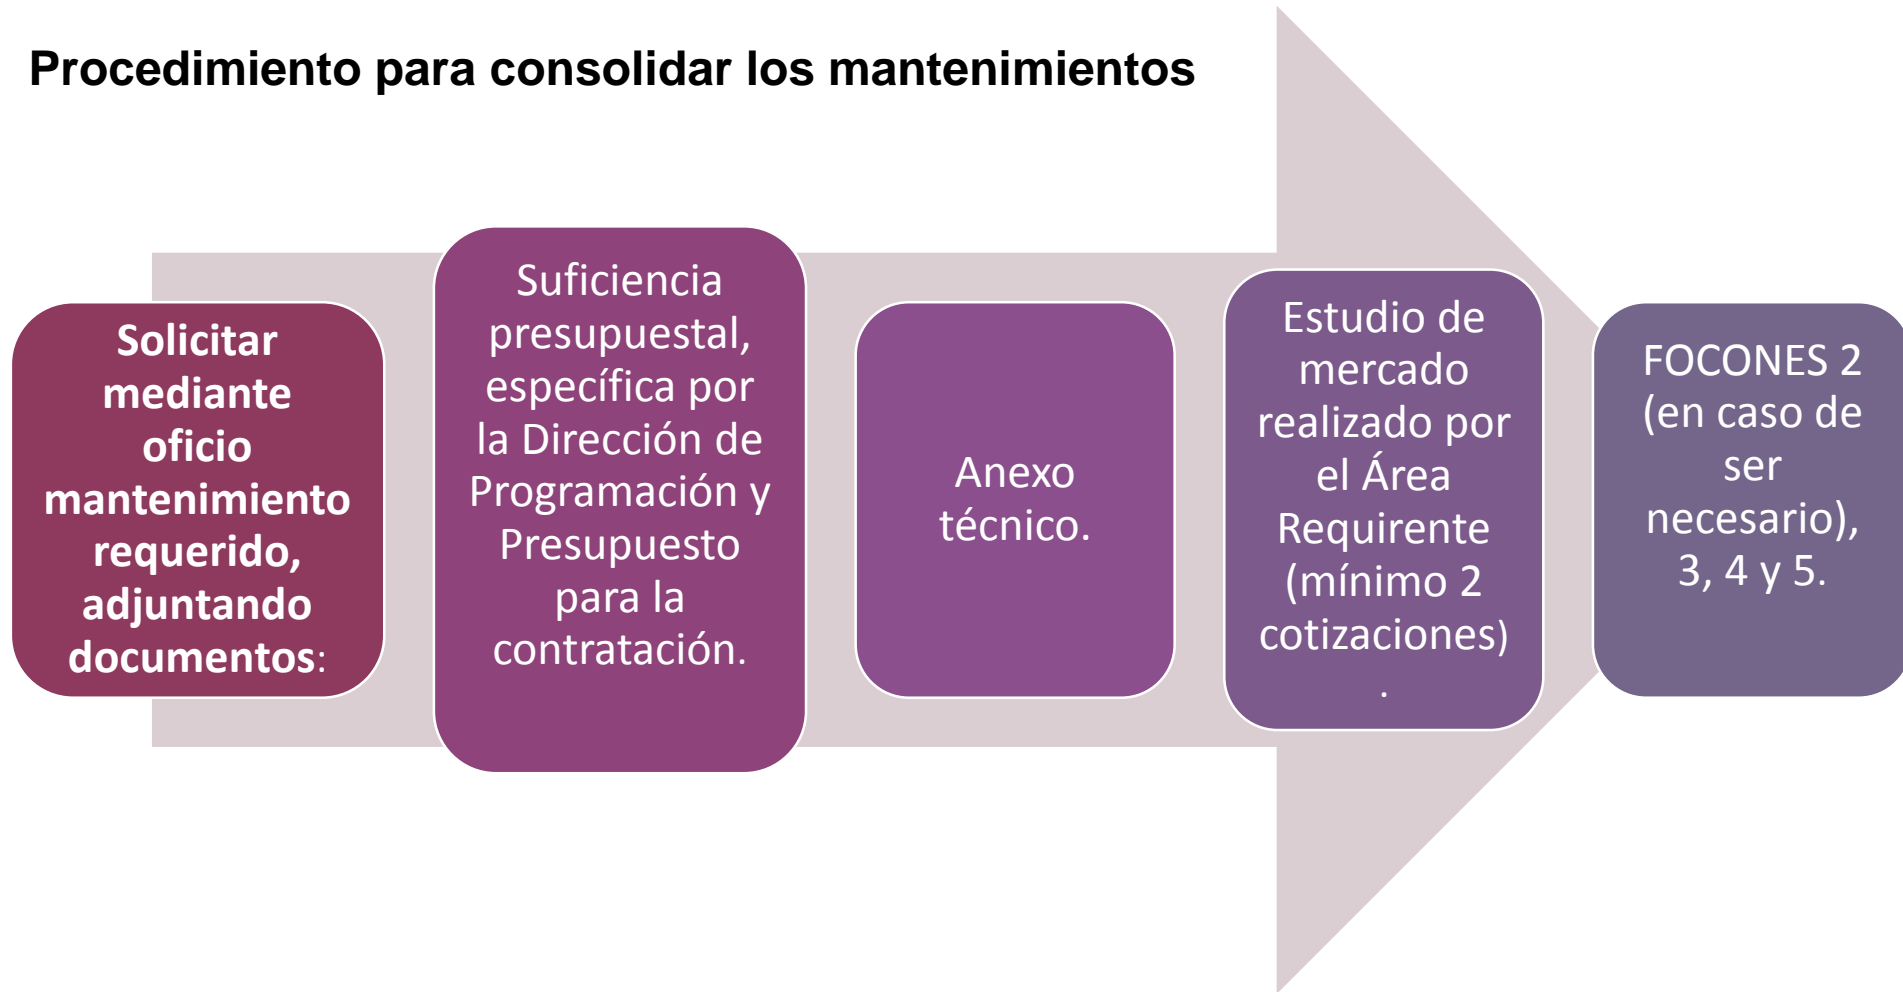 Procedimiento para consolidar los mantenimientos
Solicitar
mediante
oficio
mantenimiento
requerido,
adjuntando
documentos:
Suficiencia
presupuestal,
específica por
la Dirección de
Programación y
Presupuesto
para la
contratación.
Anexo
técnico.
Estudio de
mercado
realizado por
el Área
Requirente
(mínimo 2
cotizaciones)
.
FOCONES 2
(en caso de
ser
necesario),
3, 4 y 5.